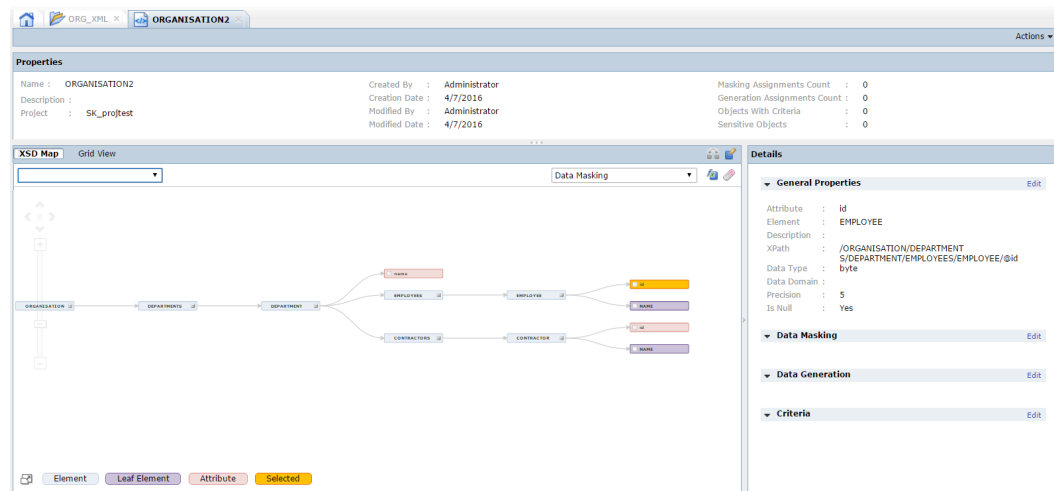 ORG_XML × ORGANISATION2 ×
Actions
Properties
Name : ORGANISATION2 Created By : Administrator Masking Assignments Count : 0
Description : Creation Date : 4/7/2016 Generation Assignments Count : 0
Project : SK_projtest Modified By : Administrator Objects With Criteria : 0
Modified Date : 4/7/2016 Sensitive Objects : 0
XSD Map Grid View
Data Masking
name
id
EMPLOYEES EMPLOYEE
ORGANISATION DEPARTMENTS DEPARTMENT NAME
id
CONTRACTORS CONTRACTOR
NAME
Element Leaf Element Attribute Selected
Details
General Properties Edit
Attribute : id
Element : EMPLOYEE
Description :
XPath : /ORGANISATION/DEPARTMENT
S/DEPARTMENT/EMPLOYEES/EMPLOYEE/@id
Data Type : byte
Data Domain :
Precision : 5
Is Null : Yes
Data Masking Edit
Data Generation Edit
Criteria Edit